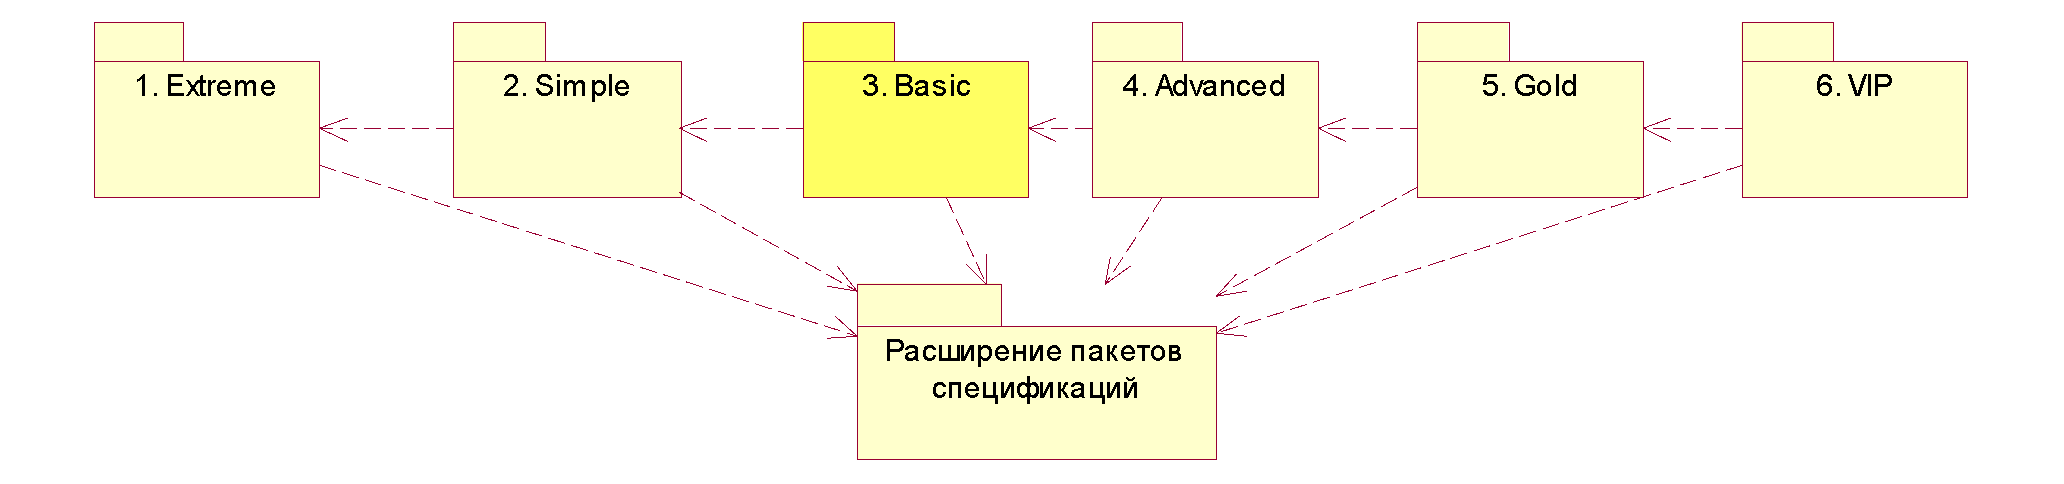 1. Extreme
2. Simple
3. Basic
4. Advanced
5. Gold
6. VIP
Расширение пакетов
спецификаций